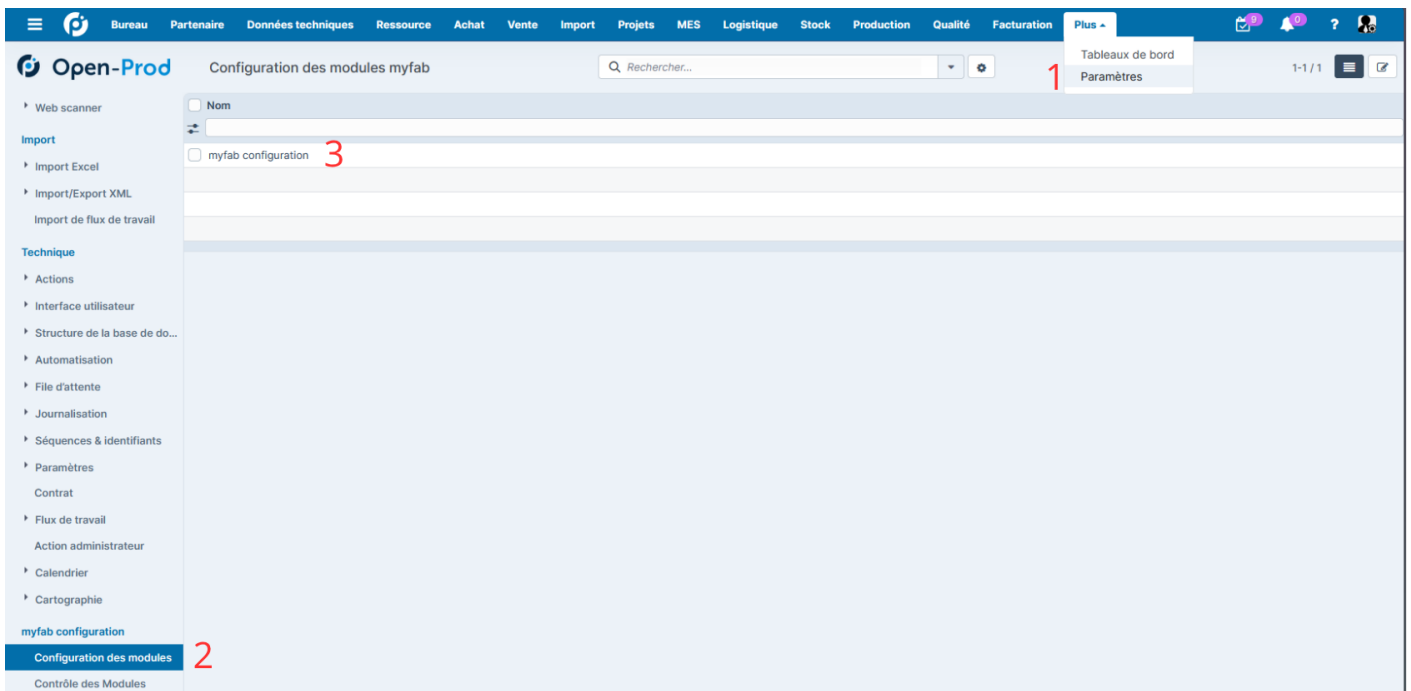 Bureau Partenaire Données techniques Ressource Achat Vente Import Projets MES Logistique Stock Production Qualité Facturation Plus 9 0 ?
Tableaux de bord
Paramètres
1
Open-Prod
Configuration des modules myfab
Rechercher...
1-1 / 1
Web scanner
Import
Import Excel
Import/Export XML
Import de flux de travail
Technique
Actions
Interface utilisateur
Structure de la base de do...
Automatisation
File d'attente
Journalisation
Séquences & identifiants
Paramètres
Contrat
Flux de travail
Action administrateur
Calendrier
Cartographie
myfab configuration
Configuration des modules
2
Contrôle des Modules
Nom
myfab configuration
3